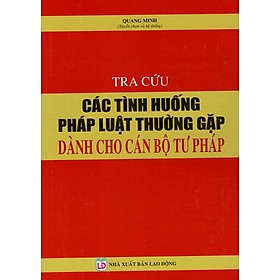 QUANG MINH
(Tuyển chọn và hệ thống)
TRA CỨU
CÁC TÌNH HUỐNG
PHÁP LUẬT THƯỜNG GẶP
DÀNH CHO CÁN BỘ TƯ PHÁP
NHÀ XUẤT BẢN LAO ĐỘNG